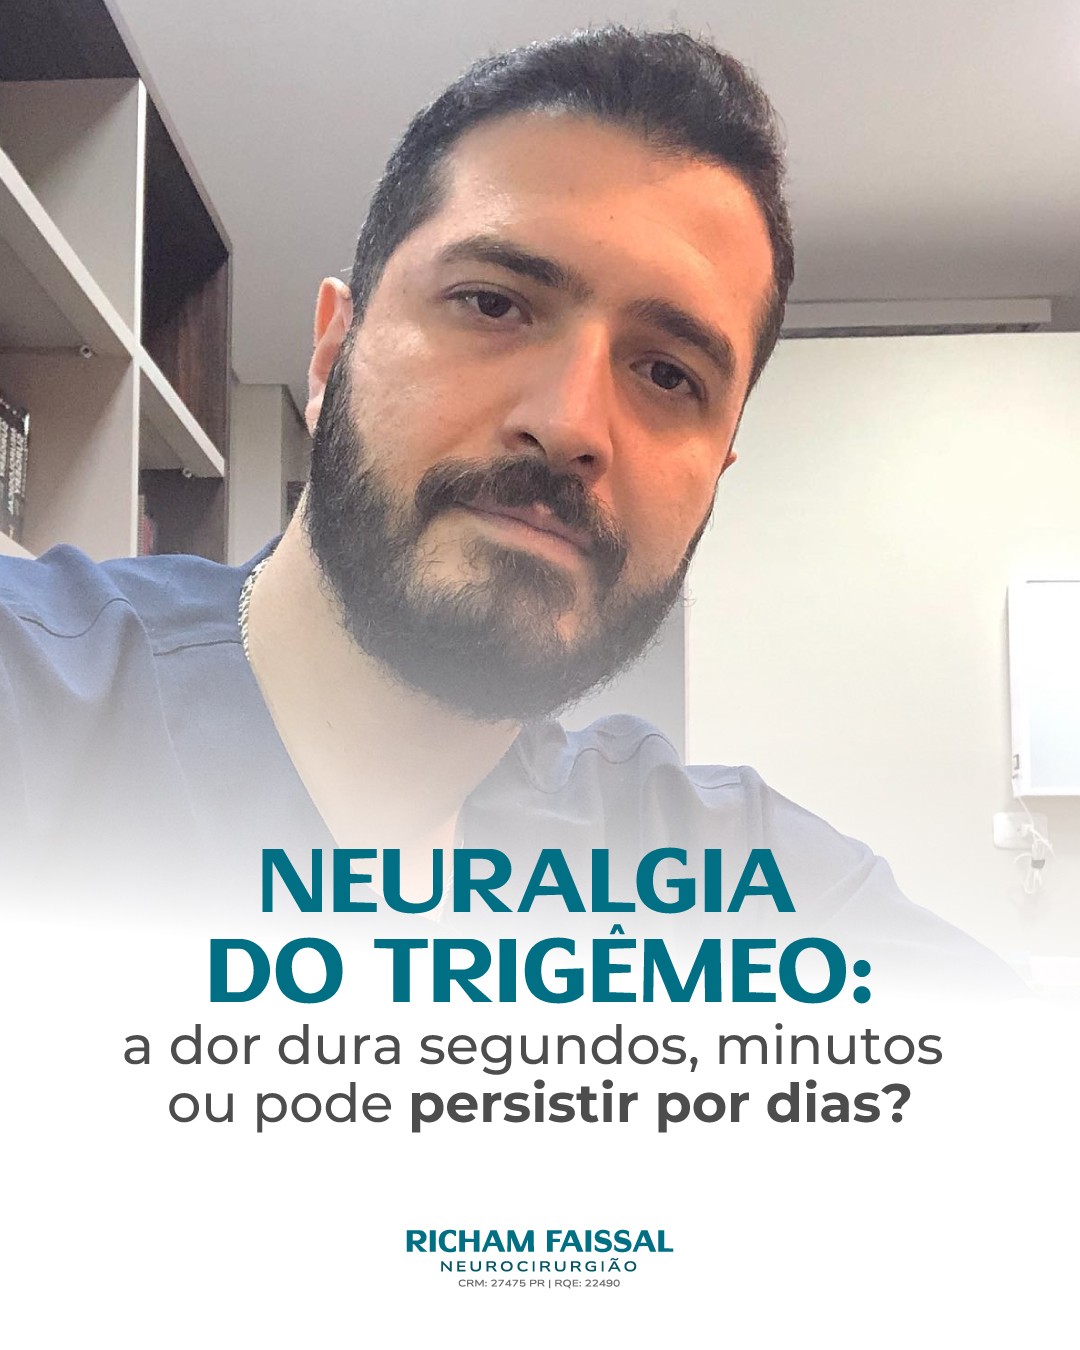 NEURALGIA
DO TRIGÊMEO:
a dor dura segundos, minutos
ou pode persistir por dias?
RICHAM FAISSAL
NEUROCIRURGIÃO
CRM: 27475 PR | RQE: 22490